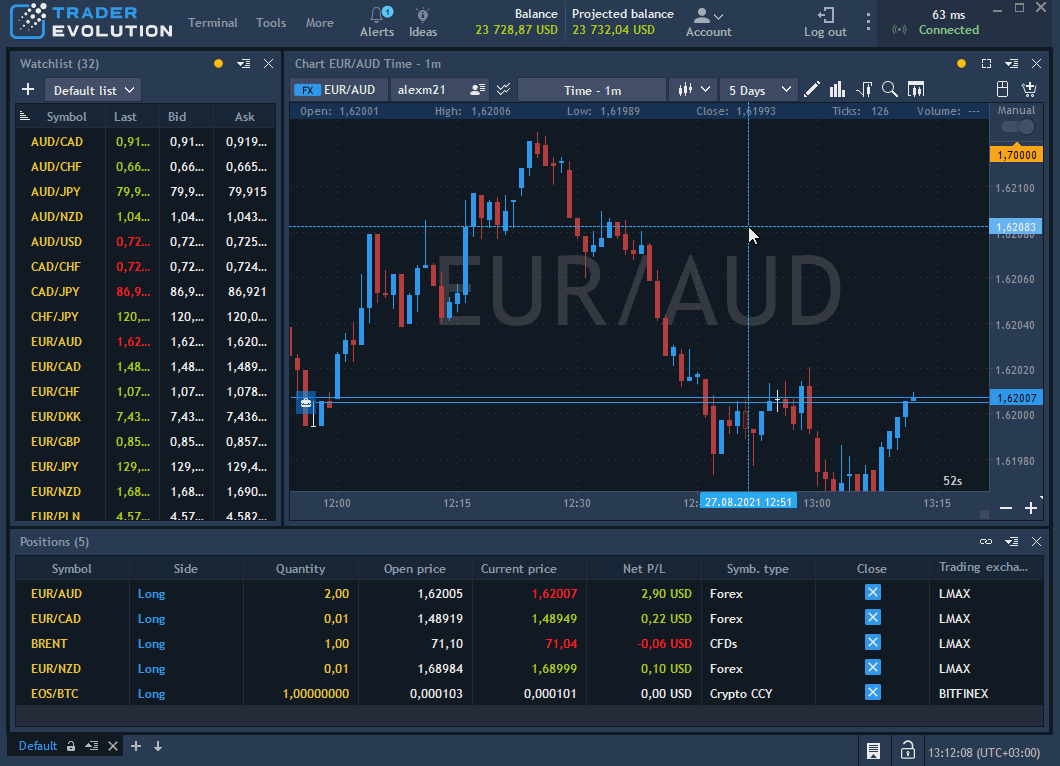 TRADER
EVOLUTION
Terminal Tools More
1
Alerts
Ideas
Balance
23 728,87 USD
Projected balance
23 732,04 USD
Account
Log out
63 ms
Connected
Watchlist (32)
Default list
Symbol Last Bid Ask
AUD/CAD 0,91... 0,91... 0,919...
AUD/CHF 0,66... 0,66... 0,665...
AUD/JPY 79,9... 79,9... 79,915
AUD/NZD 1,04... 1,04... 1,043...
AUD/USD 0,72... 0,72... 0,725...
CAD/CHF 0,72... 0,72... 0,724...
CAD/JPY 86,9... 86,9... 86,921
CHF/JPY 120,... 120,... 120,0...
EUR/AUD 1,62... 1,62... 1,620...
EUR/CAD 1,48... 1,48... 1,489...
EUR/CHF 1,07... 1,07... 1,078...
EUR/DKK 7,43... 7,43... 7,436...
EUR/GBP 0,85... 0,85... 0,857...
EUR/JPY 129,... 129,... 129,4...
EUR/NZD 1,68... 1,68... 1,690...
EUR/PLN 4,57... 4,57... 4,582...
Chart EUR/AUD Time - 1m
FX EUR/AUD alexm21 Time - 1m 5 Days
Open: 1,62001 High: 1,62006 Low: 1,61989 Close: 1,61993 Ticks: 126 Volume: ---
Manual
1,70000
1.62100
1,62083
1.62060
1.62040
1.62020
1,62007
1.62000
1.61980
EUR/AUD
52s
12:00 12:15 12:30 27.08.2021 12:51 13:00 13:15
Positions (5)
Symbol Side Quantity Open price Current price Net P/L Symb. type Close Trading excha...
EUR/AUD Long 2,00 1,62005 1,62007 2,90 USD Forex LMAX
EUR/CAD Long 0,01 1,48919 1,48949 0,22 USD Forex LMAX
BRENT Long 1,00 71,10 71,04 -0,06 USD CFDs LMAX
EUR/NZD Long 0,01 1,68984 1,68999 0,10 USD Forex LMAX
EOS/BTC Long 1,00000000 0,000103 0,000101 0,00 USD Crypto CCY BITFINEX
Default
13:12:08 (UTC+03:00)